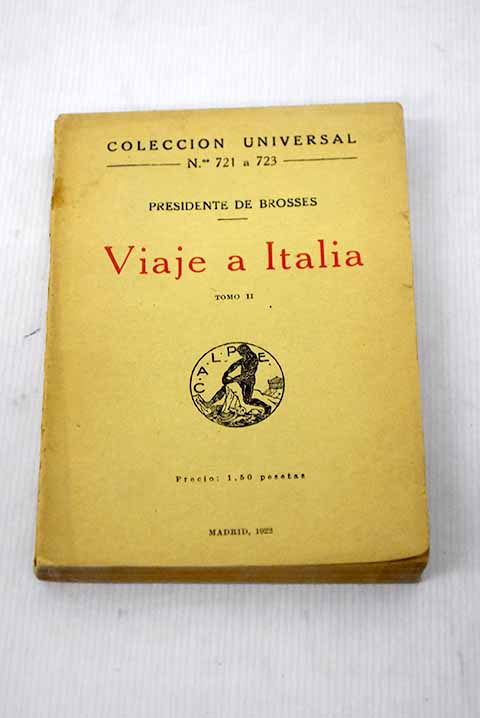 COLECCION UNIVERSAL
N.ºˢ 721 a 723
PRESIDENTE DE BROSSES
Viaje a Italia
TOMO II
C.A.L.P.E.
Precio: 1,50 pesetas
MADRID, 1922